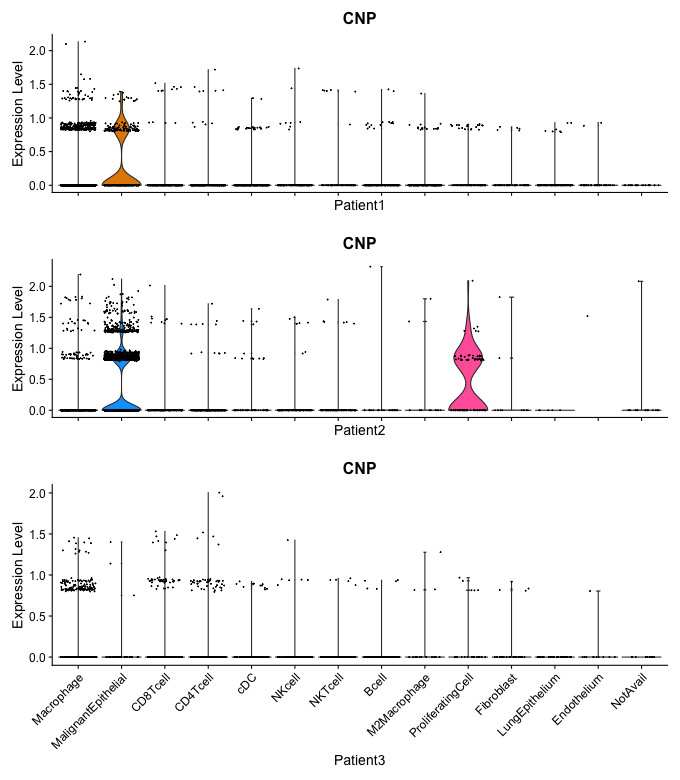 CNP
Expression Level
2.0
1.5
1.0
0.5
0.0
Patient1
CNP
Expression Level
2.0
1.5
1.0
0.5
0.0
Patient2
CNP
Expression Level
2.0
1.5
1.0
0.5
0.0
Macrophage
MalignantEpithelial
CD8Tcell
CD4Tcell
cDC
NKcell
NKTcell
Bcell
M2Macrophage
ProliferatingCell
Fibroblast
LungEpithelium
Endothelium
NotAvail
Patient3